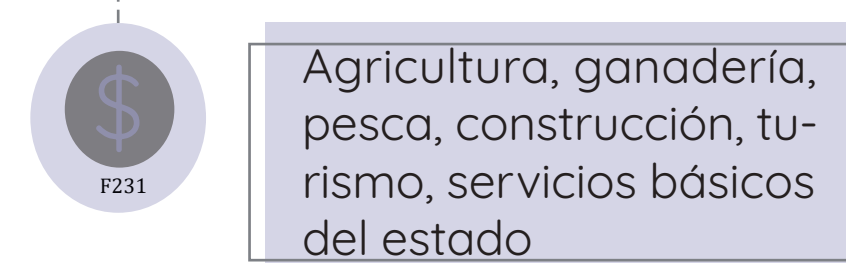 $
F231
Agricultura, ganadería,
pesca, construcción, tu-
rismo, servicios básicos
del estado